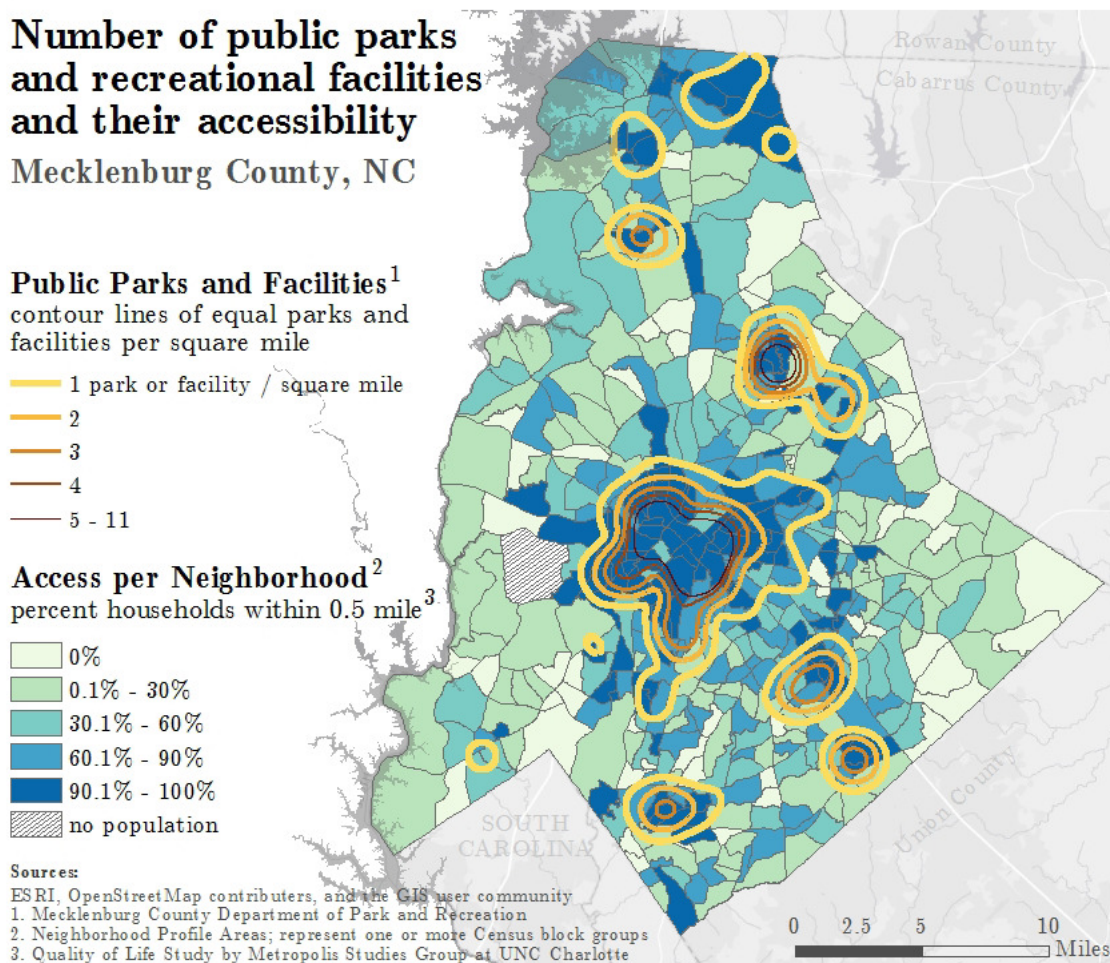 Number of public parks
and recreational facilities
and their accessibility
Mecklenburg County, NC
Rowan County
Cabarrus County
Public Parks and Facilities1
contour lines of equal parks and
facilities per square mile
1 park or facility / square mile
2
3
4
5 - 11
Access per Neighborhood2
percent households within 0.5 mile3
0%
0.1% - 30%
30.1% - 60%
60.1% - 90%
90.1% - 100%
no population
SOUTH
CAROLINA
Union County
Sources:
ESRI, OpenStreetMap contributers, and the GIS user community
1. Mecklenburg County Department of Park and Recreation
2. Neighborhood Profile Areas; represent one or more Census block groups
3. Quality of Life Study by Metropolis Studies Group at UNC Charlotte
0 2.5 5 10
Miles